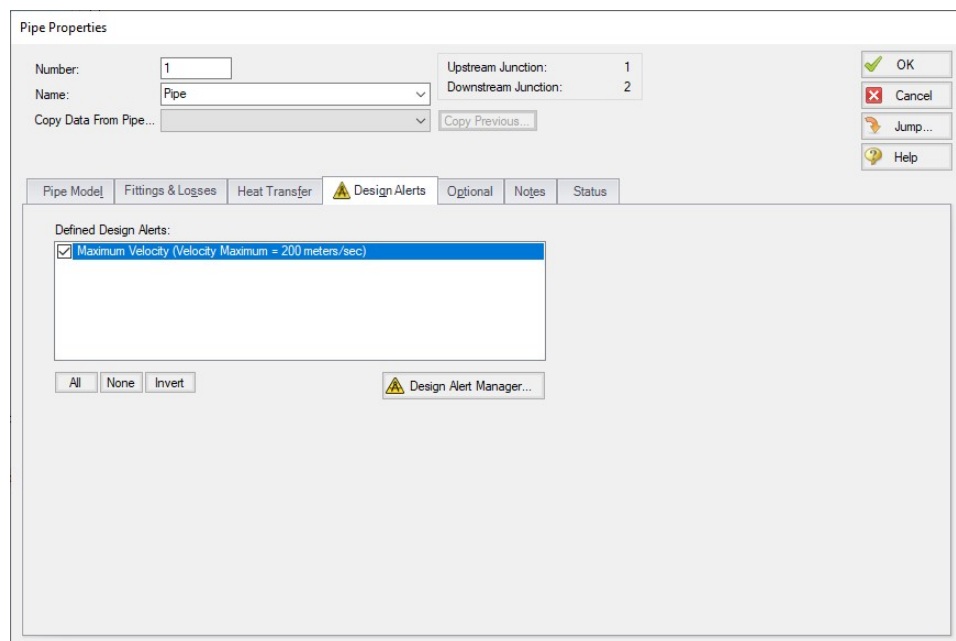 Pipe Properties
Number: 1
Name: Pipe
Copy Data From Pipe... Copy Previous...
Upstream Junction: 1
Downstream Junction: 2
OK
Cancel
Jump...
Help
Pipe Model Fittings & Losses Heat Transfer Design Alerts Optional Notes Status
Defined Design Alerts:
Maximum Velocity (Velocity Maximum = 200 meters/sec)
All None Invert Design Alert Manager...